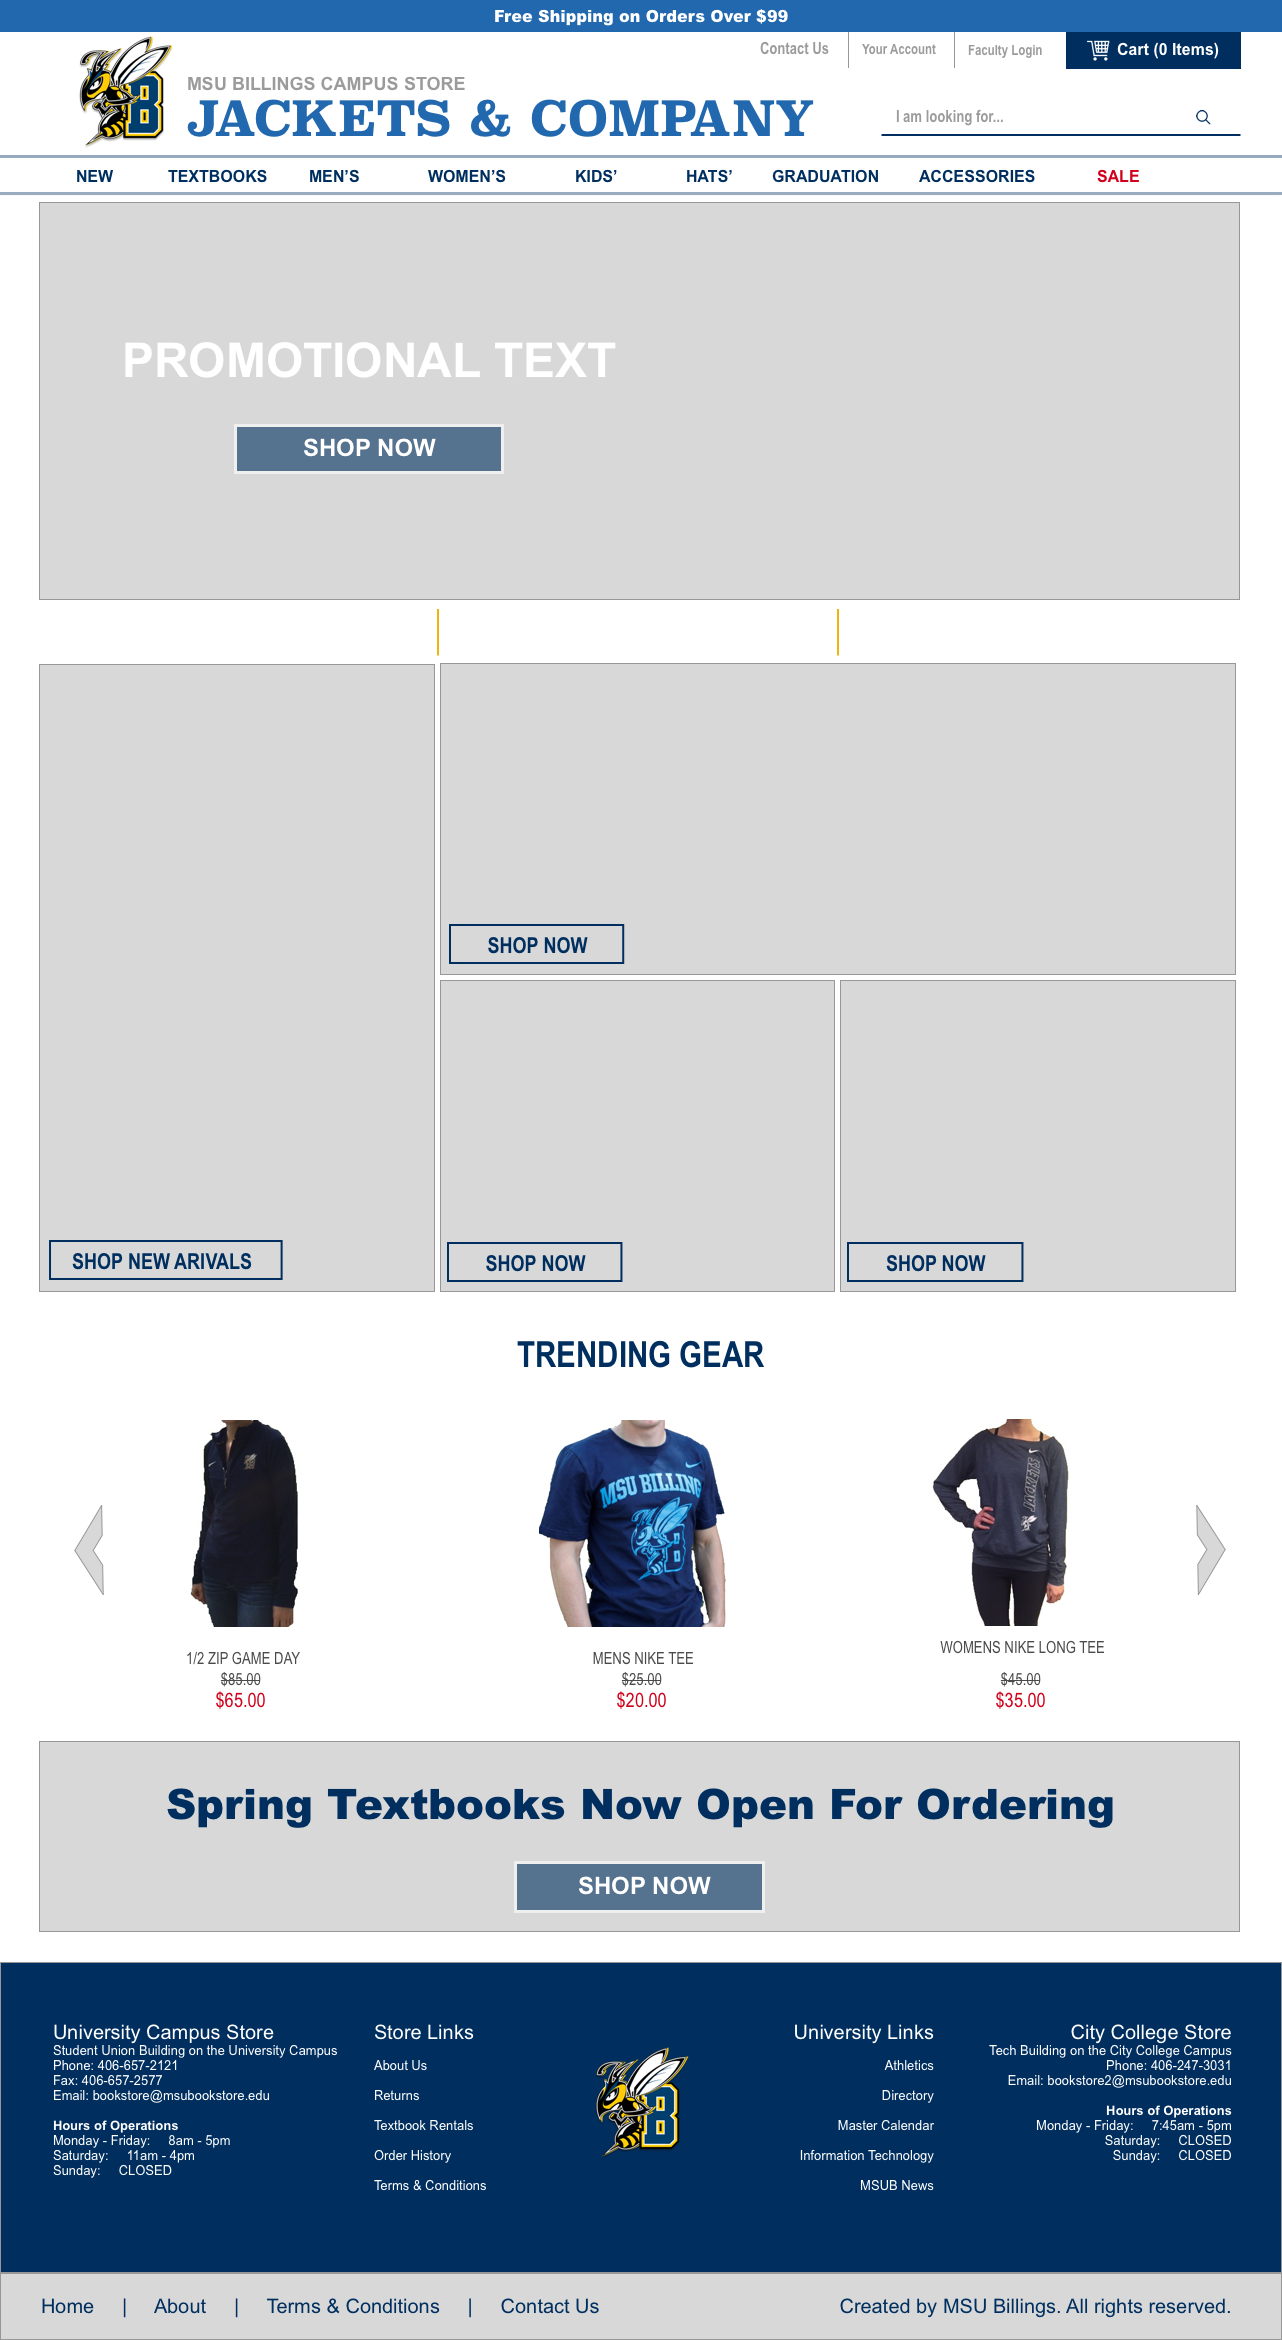 Free Shipping on Orders Over $99
Contact Us
Your Account
Faculty Login
Cart (0 Items)
MSU BILLINGS CAMPUS STORE
JACKETS & COMPANY
I am looking for...
NEW TEXTBOOKS MEN'S WOMEN'S KIDS' HATS' GRADUATION ACCESSORIES SALE
PROMOTIONAL TEXT
SHOP NOW
SHOP NOW
SHOP NEW ARIVALS
SHOP NOW
SHOP NOW
TRENDING GEAR
MSU BILLING
B
JACKETS
1/2 ZIP GAME DAY
$85.00
$65.00
MENS NIKE TEE
$25.00
$20.00
WOMENS NIKE LONG TEE
$45.00
$35.00
Spring Textbooks Now Open For Ordering
SHOP NOW
University Campus Store
Student Union Building on the University Campus
Phone: 406-657-2121
Fax: 406-657-2577
Email: bookstore@msubookstore.edu
Hours of Operations
Monday - Friday: 8am - 5pm
Saturday: 11am - 4pm
Sunday: CLOSED
Store Links
About Us
Returns
Textbook Rentals
Order History
Terms & Conditions
B
University Links
Athletics
Directory
Master Calendar
Information Technology
MSUB News
City College Store
Tech Building on the City College Campus
Phone: 406-247-3031
Email: bookstore2@msubookstore.edu
Hours of Operations
Monday - Friday: 7:45am - 5pm
Saturday: CLOSED
Sunday: CLOSED
Home | About | Terms & Conditions | Contact Us
Created by MSU Billings. All rights reserved.